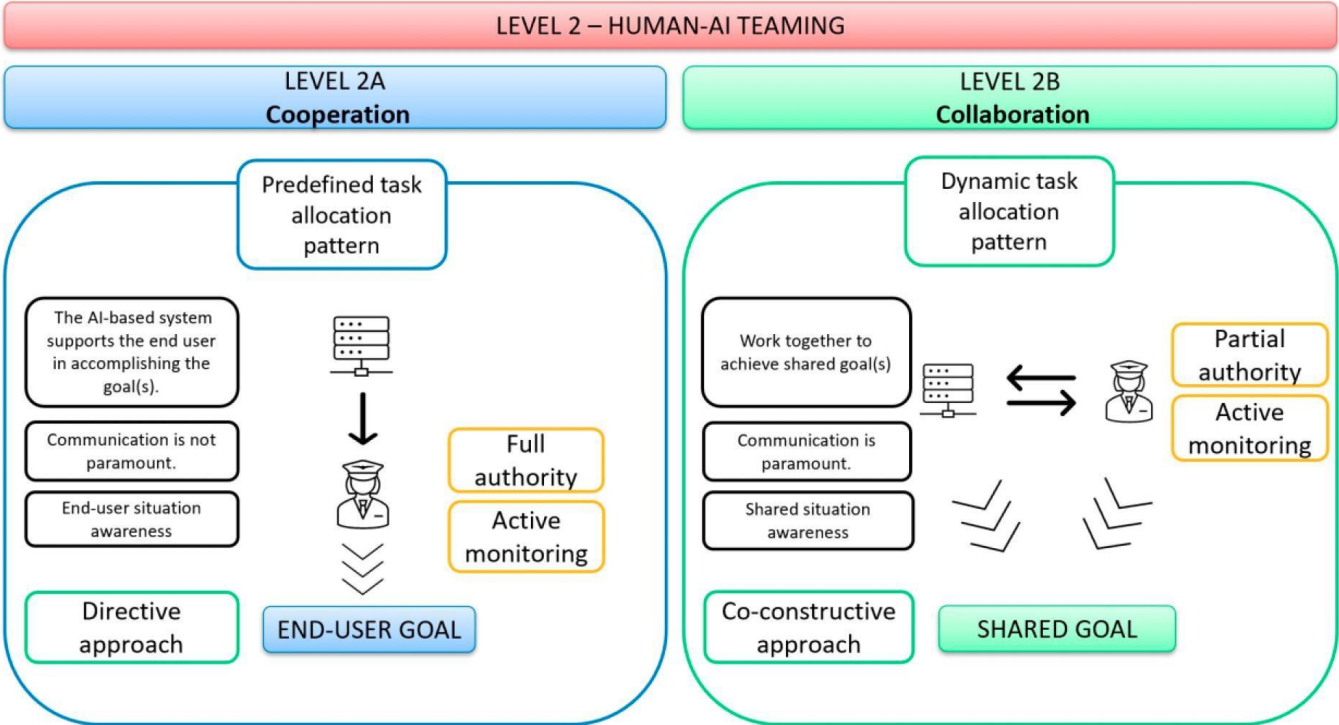 LEVEL 2 – HUMAN-AI TEAMING
LEVEL 2A
Cooperation
Predefined task
allocation
pattern
The AI-based system
supports the end user
in accomplishing the
goal(s).
Communication is not
paramount.
End-user situation
awareness
Full
authority
Active
monitoring
Directive
approach
END-USER GOAL
LEVEL 2B
Collaboration
Dynamic task
allocation
pattern
Work together to
achieve shared goal(s)
Communication is
paramount.
Shared situation
awareness
Partial
authority
Active
monitoring
Co-constructive
approach
SHARED GOAL